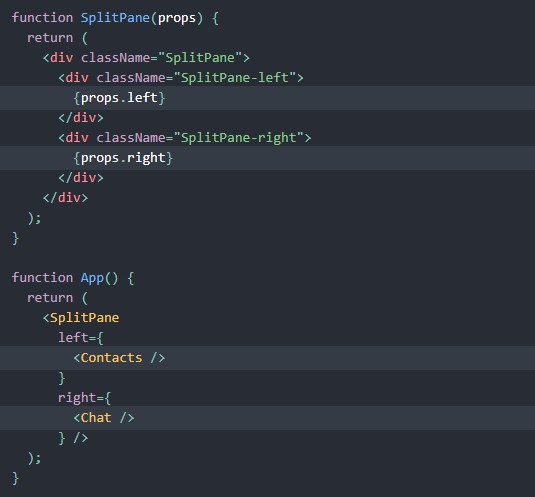 function SplitPane(props) {
  return (
    <div className="SplitPane">
      <div className="SplitPane-left">
        {props.left}
      </div>
      <div className="SplitPane-right">
        {props.right}
      </div>
    </div>
  );
}

function App() {
  return (
    <SplitPane
      left={
        <Contacts />
      }
      right={
        <Chat />
      } />
  );
}